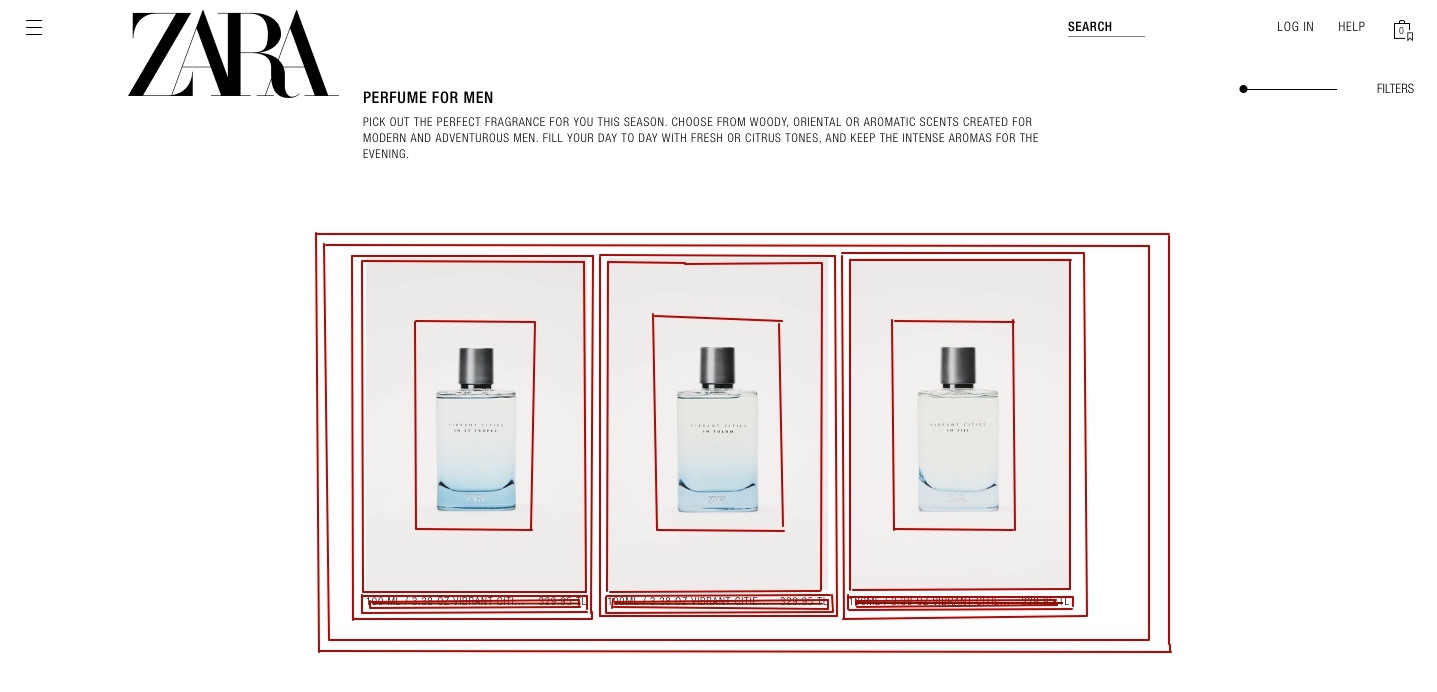 ZARA
SEARCH
LOG IN
HELP
0
PERFUME FOR MEN
FILTERS
PICK OUT THE PERFECT FRAGRANCE FOR YOU THIS SEASON. CHOOSE FROM WOODY, ORIENTAL OR AROMATIC SCENTS CREATED FOR
MODERN AND ADVENTUROUS MEN. FILL YOUR DAY TO DAY WITH FRESH OR CITRUS TONES, AND KEEP THE INTENSE AROMAS FOR THE
EVENING.
VIBRANT CITIES
IN ST TROPEZ
ZARA
VIBRANT CITIES
IN TULUM
ZARA
VIBRANT CITIES
IN FIJI
ZARA
100 ML / 3.38 OZ VIBRANT CITI... 329.95 TL
100ML / 3.38 OZ VIBRANT CITIE... 329.95 TL